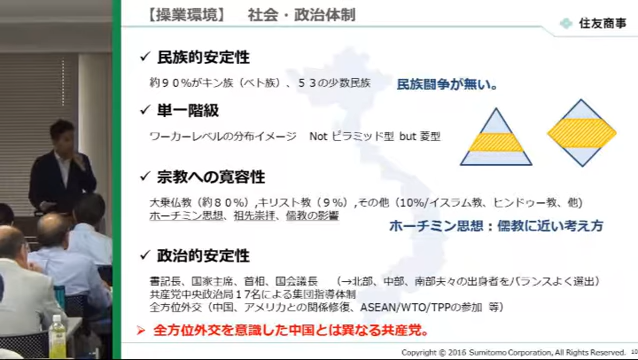 【操業環境】 社会・政治体制
住友商事
✓ 民族的安定性
約90％がキン族（ベト族）、53の少数民族
民族闘争が無い。
✓ 単一階級
ワーカーレベルの分布イメージ Not ピラミッド型 but 菱型
✓ 宗教への寛容性
大乗仏教（約80％）,キリスト教（9％）,その他（10%/イスラム教、ヒンドゥー教、他）
ホーチミン思想、祖先崇拝、儒教の影響
ホーチミン思想：儒教に近い考え方
✓ 政治的安定性
書記長、国家主席、首相、国会議長 （→北部、中部、南部夫々の出身者をバランスよく選出）
共産党中央政治局17名による集団指導体制
全方位外交（中国、アメリカとの関係修復、ASEAN/WTO/TPPの参加 等）
➢ 全方位外交を意識した中国とは異なる共産党。
Copyright © 2016 Sumitomo Corporation, All Rights Reserved. 10